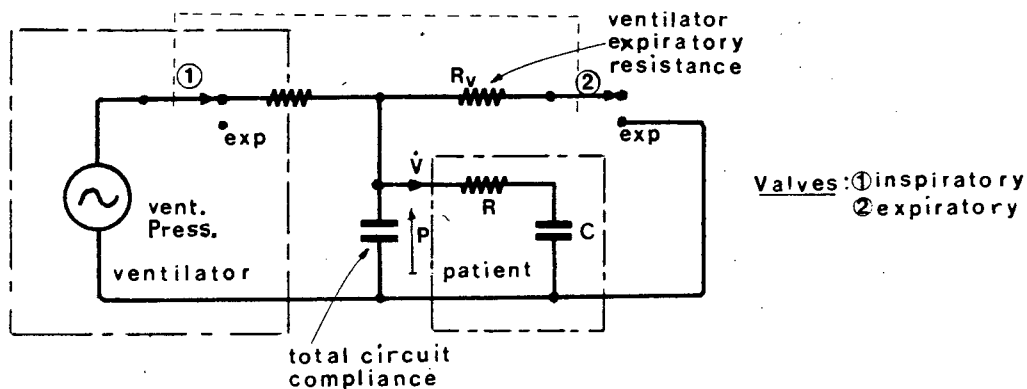 ventilator
expiratory
resistance
① Rv ②
exp
exp
V̇
R
P
C
vent.
Press.
ventilator
patient
Valves: ① inspiratory
② expiratory
total circuit
compliance